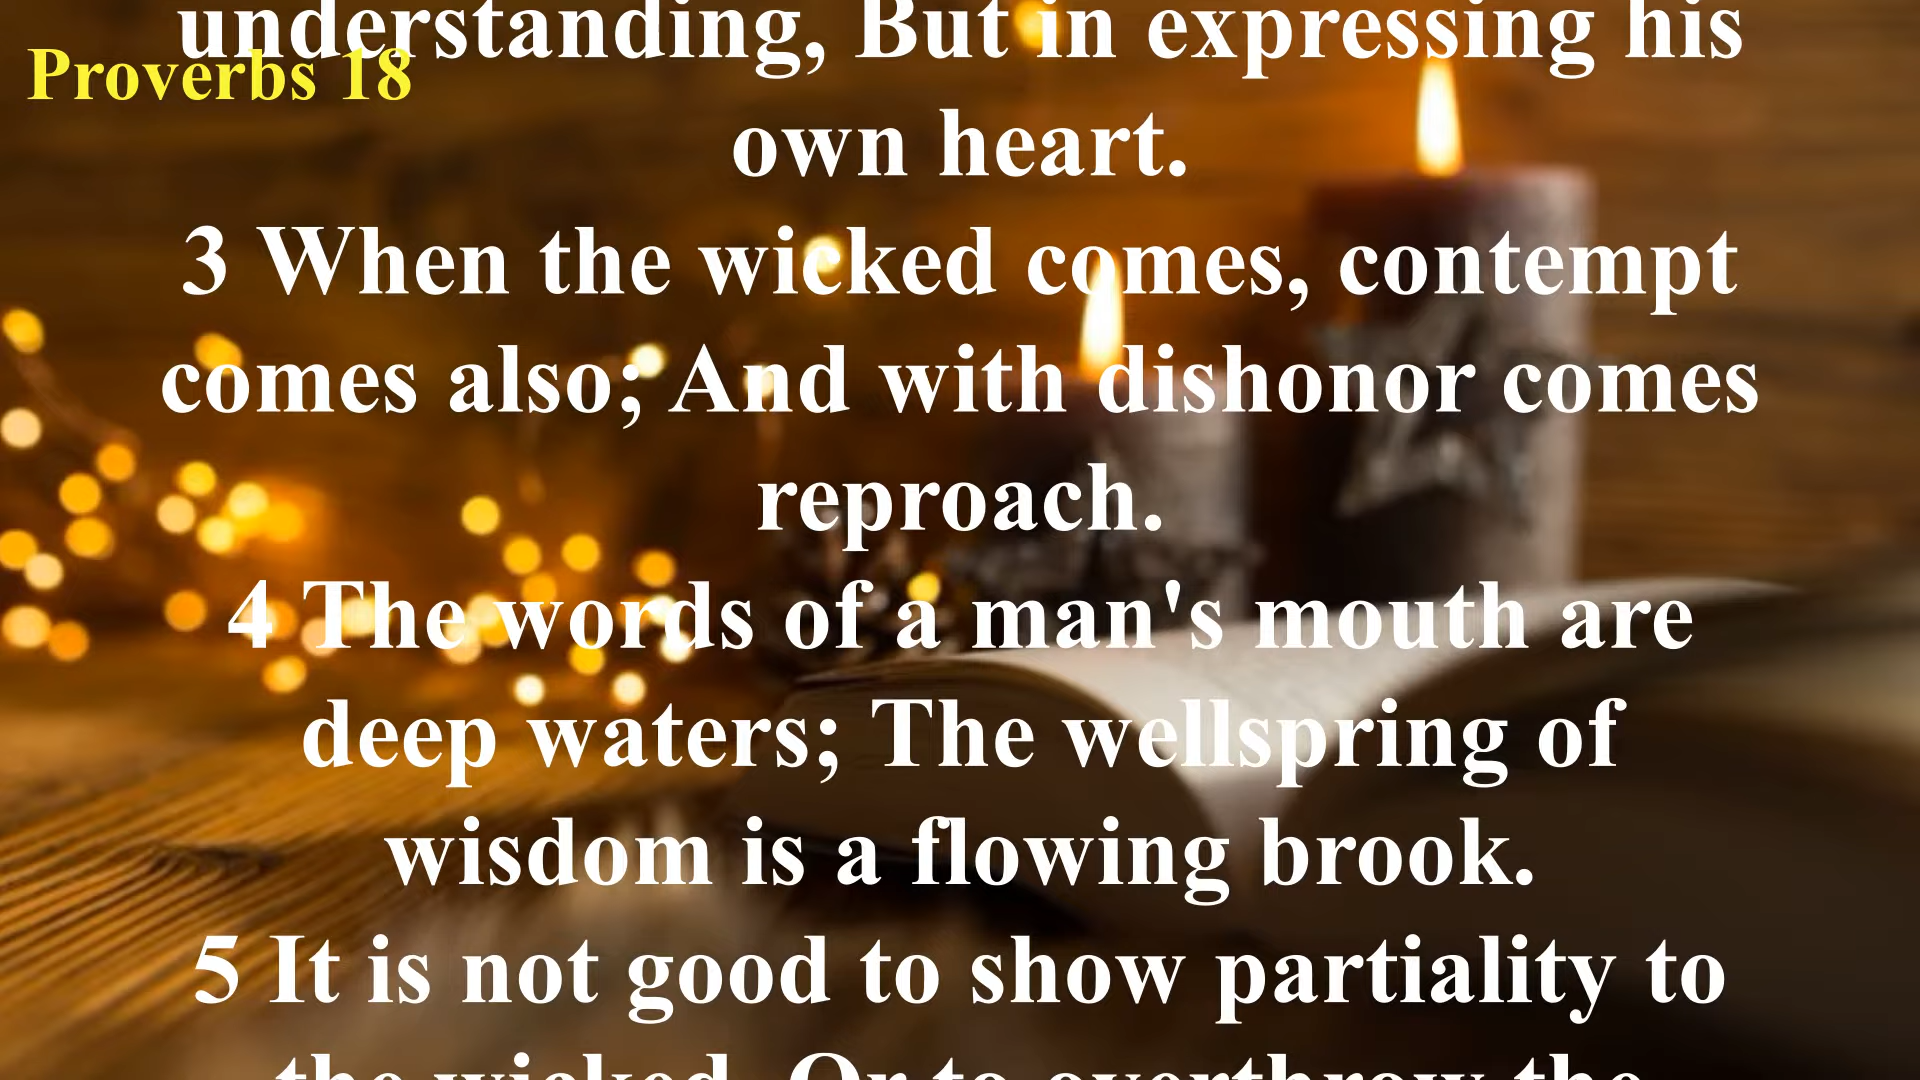 understanding, But in expressing his
Proverbs 18
own heart.
3 When the wicked comes, contempt
comes also; And with dishonor comes
reproach.
4 The words of a man's mouth are
deep waters; The wellspring of
wisdom is a flowing brook.
5 It is not good to show partiality to
the wicked, Or to overthrow the